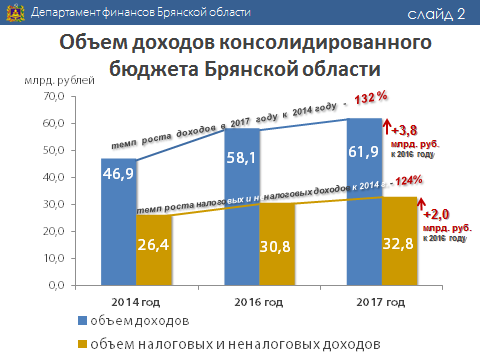 Департамент финансов Брянской области
слайд 2
Объем доходов консолидированного
бюджета Брянской области
млрд. рублей
70,0
60,0
50,0
40,0
30,0
20,0
10,0
0,0
темп роста доходов в 2017 году к 2014 году - 132 %
46,9
58,1
61,9
+3,8
млрд. руб.
к 2016 году
темп роста налоговых и неналоговых доходов к 2014 - 124%
26,4
30,8
32,8
+2,0
млрд. руб.
к 2016 году
2014 год
2016 год
2017 год
объем доходов
объем налоговых и неналоговых доходов